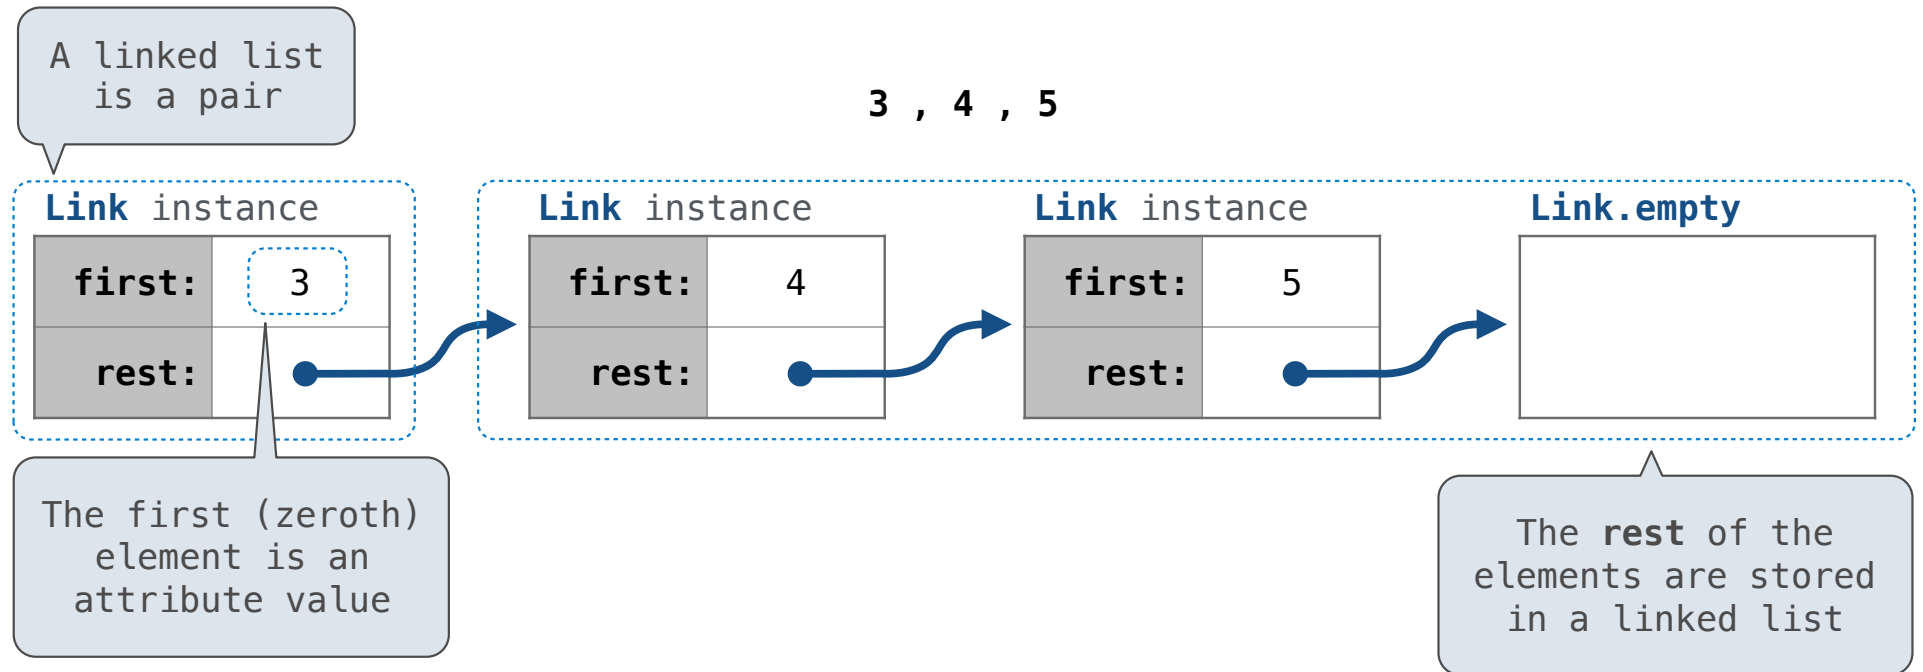 A linked list
is a pair
3 , 4 , 5
Link instance
first: 3
rest:
Link instance
first: 4
rest:
Link instance
first: 5
rest:
Link.empty
The first (zeroth)
element is an
attribute value
The rest of the
elements are stored
in a linked list